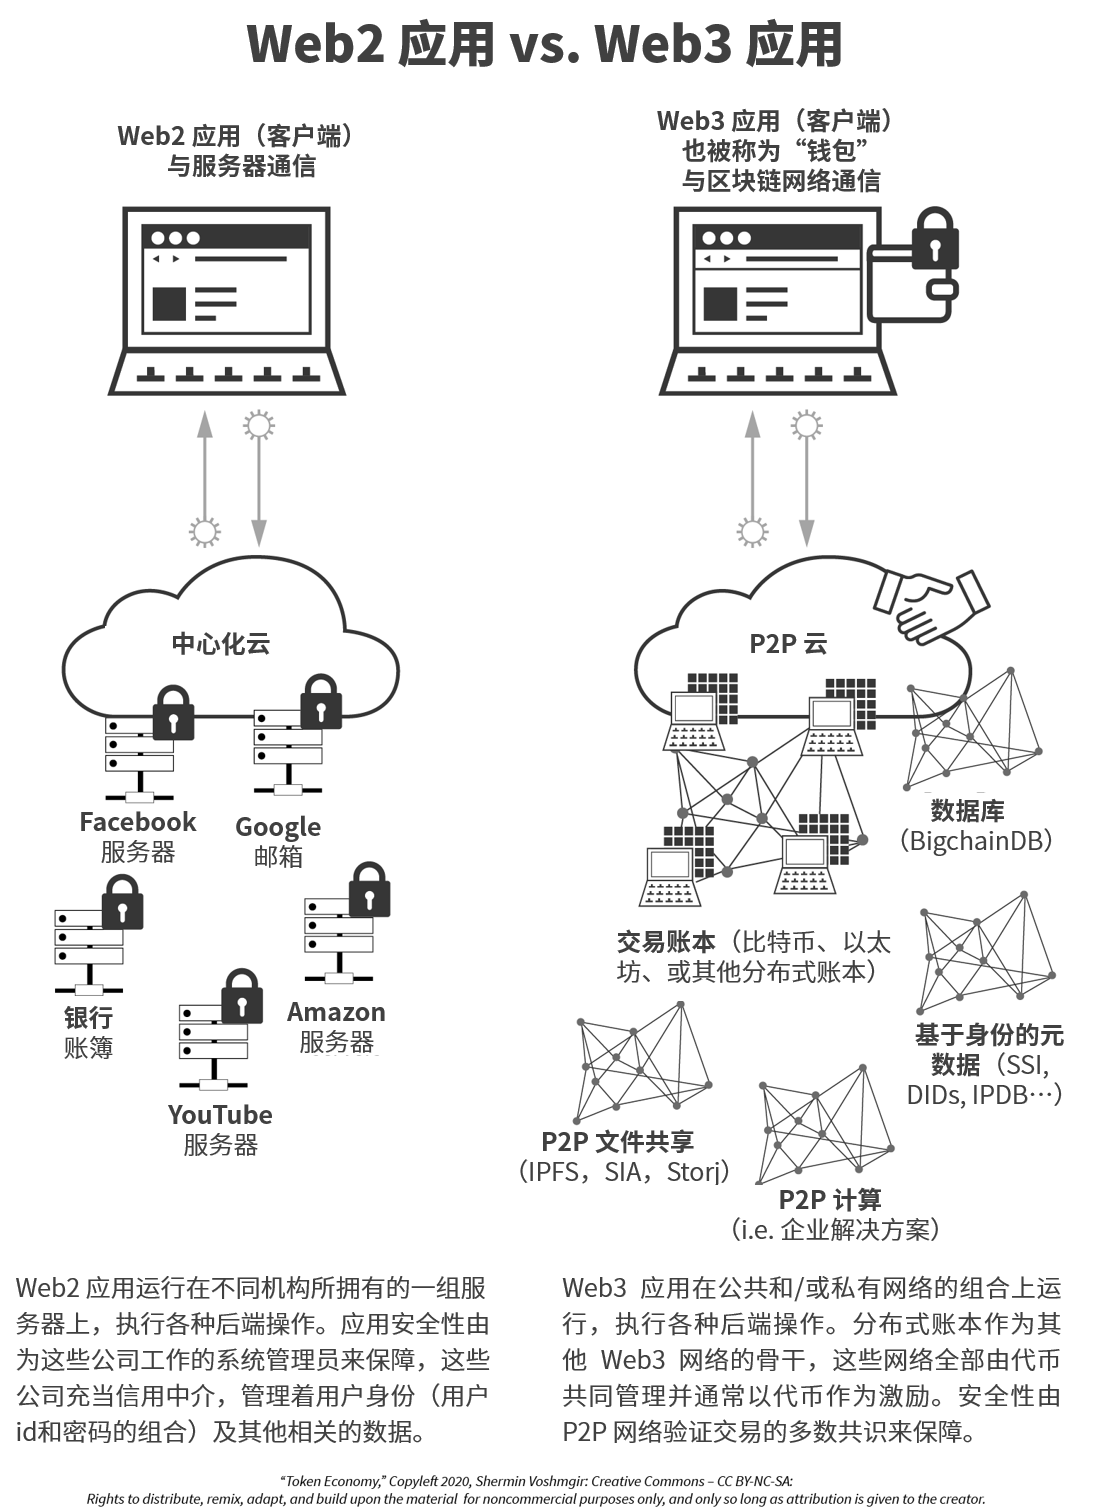 Web2 应用 vs. Web3 应用
Web2 应用（客户端）
与服务器通信
Web3 应用（客户端）
也被称为“钱包”
与区块链网络通信
中心化云
Facebook
服务器
Google
邮箱
银行
账簿
Amazon
服务器
YouTube
服务器
P2P 云
数据库
（BigchainDB）
交易账本（比特币、以太
坊、或其他分布式账本）
基于身份的元
数据（SSI,
DIDs, IPDB…）
P2P 文件共享
（IPFS，SIA，Storj）
P2P 计算
（i.e. 企业解决方案）
Web2 应用运行在不同机构所拥有的一组服
务器上，执行各种后端操作。应用安全性由
为这些公司工作的系统管理员来保障，这些
公司充当信用中介，管理着用户身份（用户
id和密码的组合）及其他相关的数据。
Web3 应用在公共和/或私有网络的组合上运
行，执行各种后端操作。分布式账本作为其
他 Web3 网络的骨干，这些网络全部由代币
共同管理并通常以代币作为激励。安全性由
P2P 网络验证交易的多数共识来保障。
“Token Economy,” Copyleft 2020, Shermin Voshmgir: Creative Commons – CC BY-NC-SA:
Rights to distribute, remix, adapt, and build upon the material for noncommercial purposes only, and only so long as attribution is given to the creator.